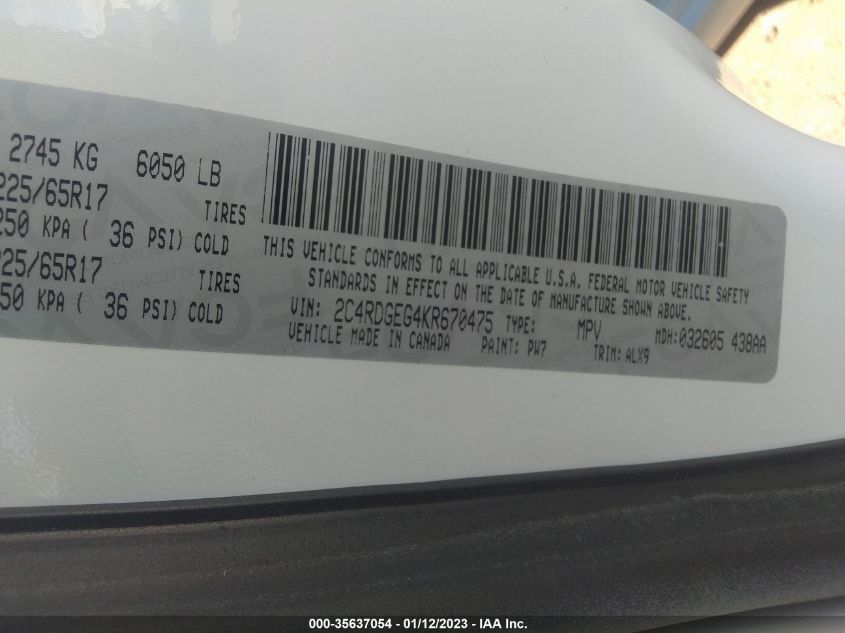 2745 KG 6050 LB
225/65R17 TIRES
250 KPA ( 36 PSI) COLD
225/65R17 TIRES
250 KPA ( 36 PSI) COLD
THIS VEHICLE CONFORMS TO ALL APPLICABLE U.S.A. FEDERAL MOTOR VEHICLE SAFETY
STANDARDS IN EFFECT ON THE DATE OF MANUFACTURE SHOWN ABOVE.
VIN: 2C4RDGEG4KR670475 TYPE: MPV MDH:032605 438AA
VEHICLE MADE IN CANADA PAINT: PW7 TRIM: ALX9
000-35637054 - 01/12/2023 - IAA Inc.